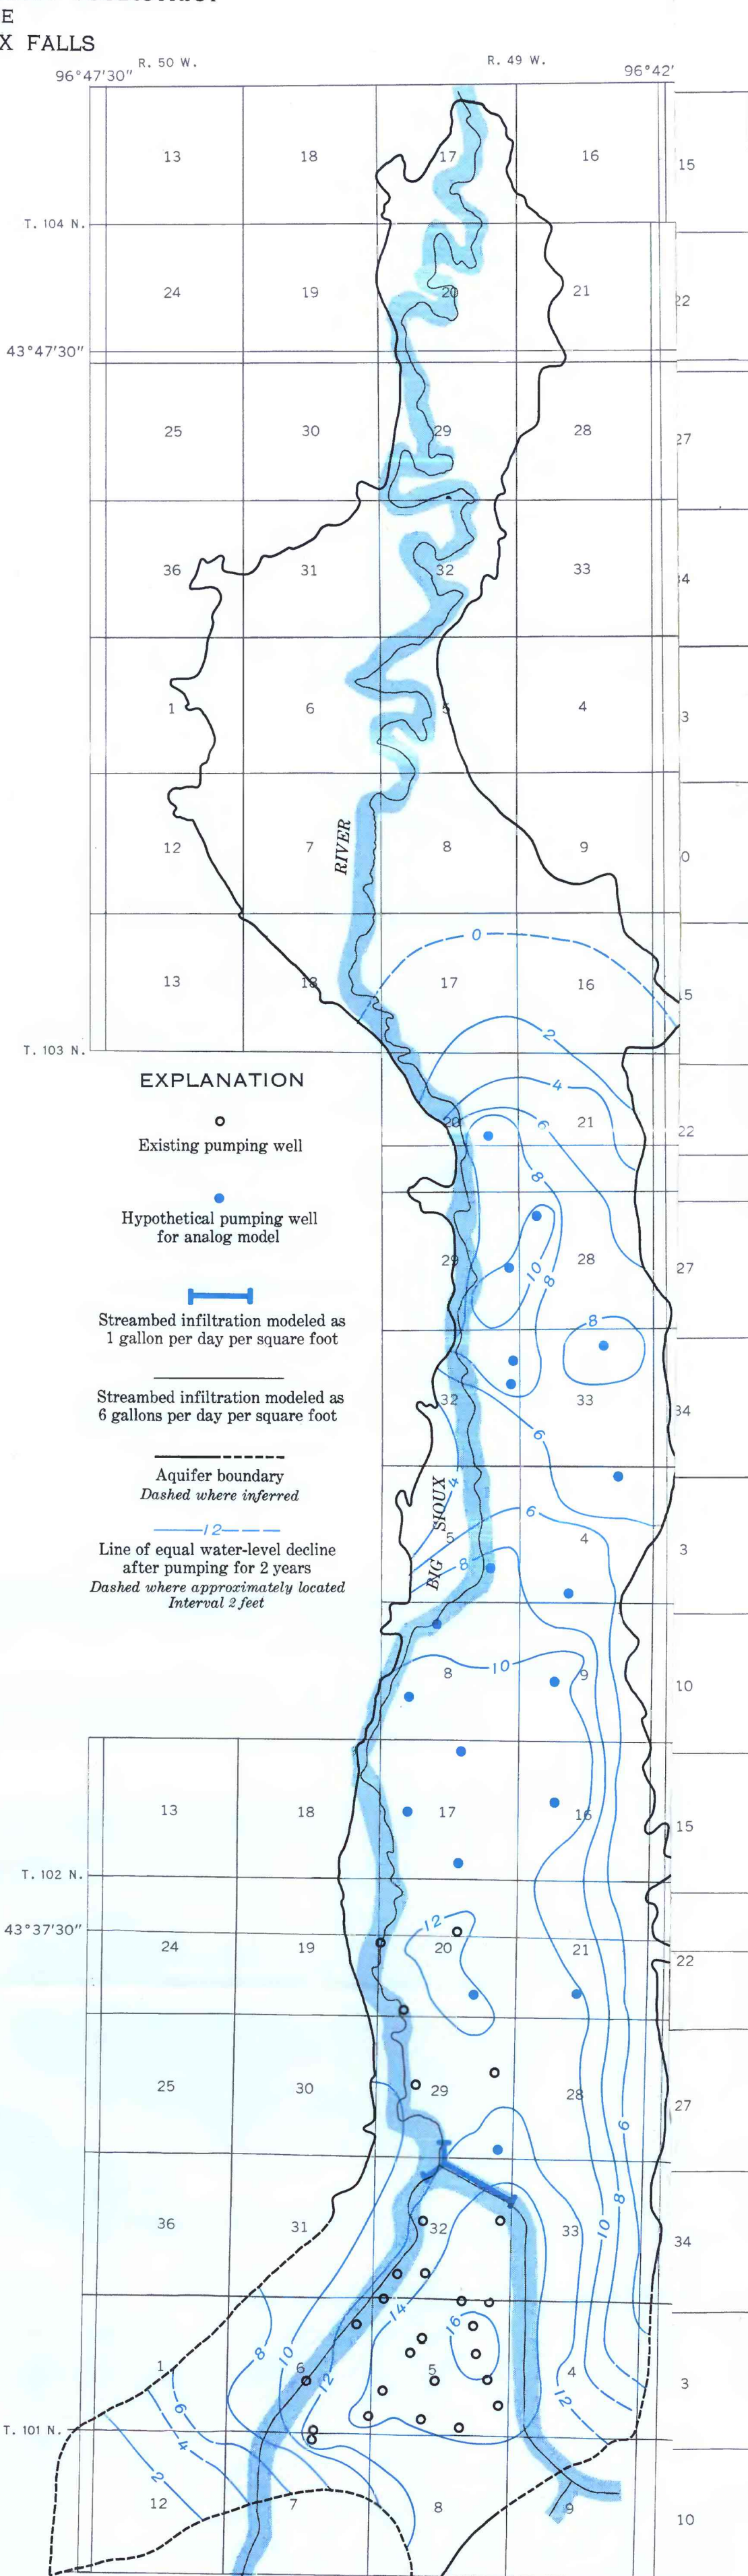 E
X FALLS
R. 50 W. R. 49 W.
96°47'30" 96°42'
13 18 17 16 15
T. 104 N.
24 19 20 21 22
43°47'30"
25 30 29 28 27
36 31 32 33 34
1 6 5 4 3
RIVER
12 7 8 9 0
0
13 18 17 16 15
2
T. 103 N.
EXPLANATION
4
Existing pumping well
20 6 21 22
8
Hypothetical pumping well
for analog model
29 28 27
10 8
Streambed infiltration modeled as
1 gallon per day per square foot
8
Streambed infiltration modeled as
6 gallons per day per square foot
32 33 34
6
Aquifer boundary
Dashed where inferred
4
12
Line of equal water-level decline
after pumping for 2 years
Dashed where approximately located
Interval 2 feet
BIG SIOUX
6
5 4 3
8
8 10 9 10
13 18 17 16 15
T. 102 N.
43°37'30"
12
24 19 20 21 22
25 30 29 28 27
6
8
10
36 31 32 33 34
14
16
8 10
1 6 12 5 4 12 3
6
T. 101 N.
4
2
12 7 8 9 10